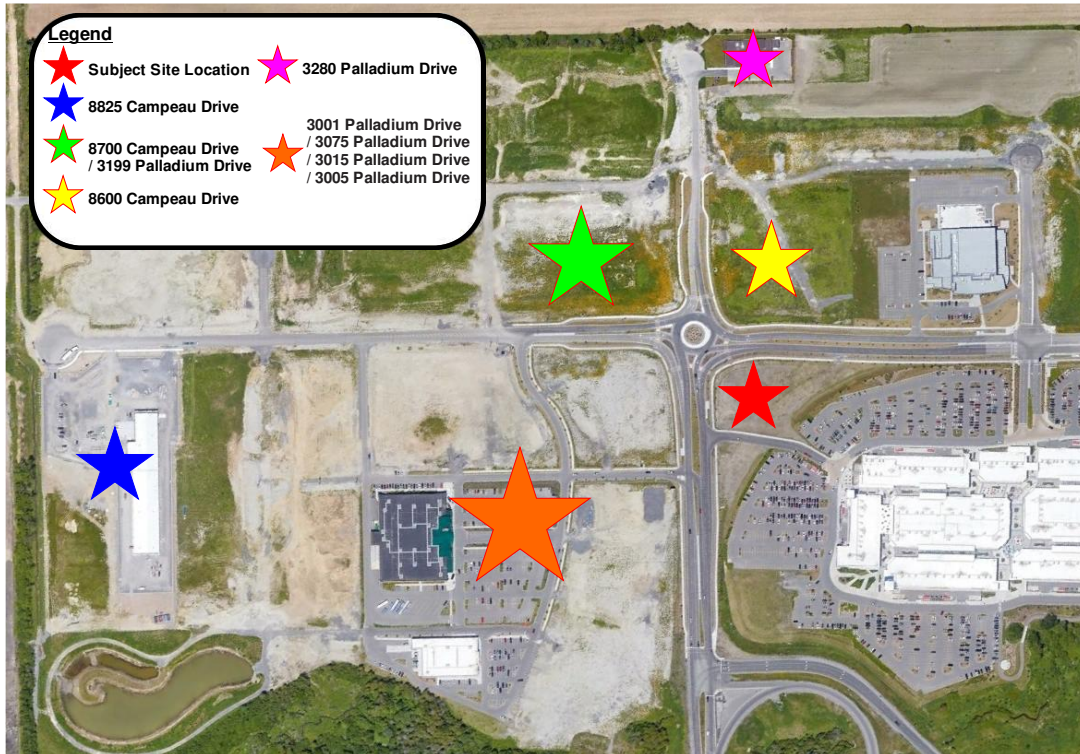 Legend
Subject Site Location
3280 Palladium Drive
8825 Campeau Drive
8700 Campeau Drive
/ 3199 Palladium Drive
3001 Palladium Drive
/ 3075 Palladium Drive
/ 3015 Palladium Drive
/ 3005 Palladium Drive
8600 Campeau Drive